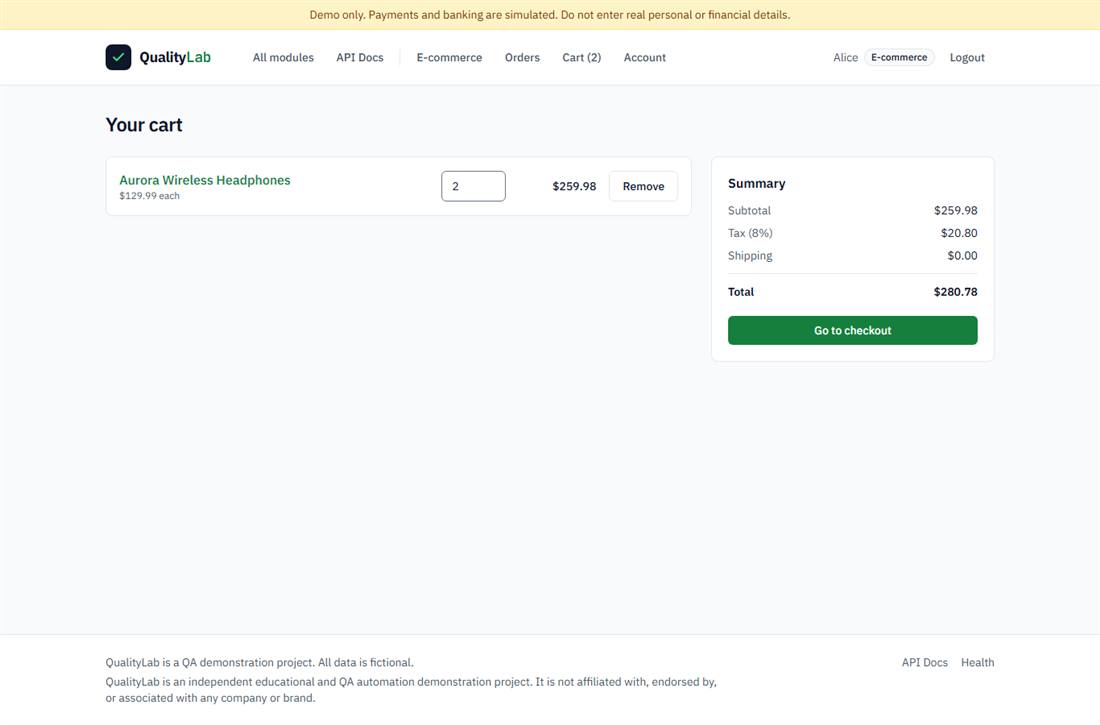 Demo only. Payments and banking are simulated. Do not enter real personal or financial details.
QualityLab All modules API Docs E-commerce Orders Cart (2) Account Alice E-commerce Logout
Your cart
Aurora Wireless Headphones
$129.99 each
2 $259.98 Remove
Summary
Subtotal $259.98
Tax (8%) $20.80
Shipping $0.00
Total $280.78
Go to checkout
QualityLab is a QA demonstration project. All data is fictional.
QualityLab is an independent educational and QA automation demonstration project. It is not affiliated with, endorsed by,
or associated with any company or brand.
API Docs Health